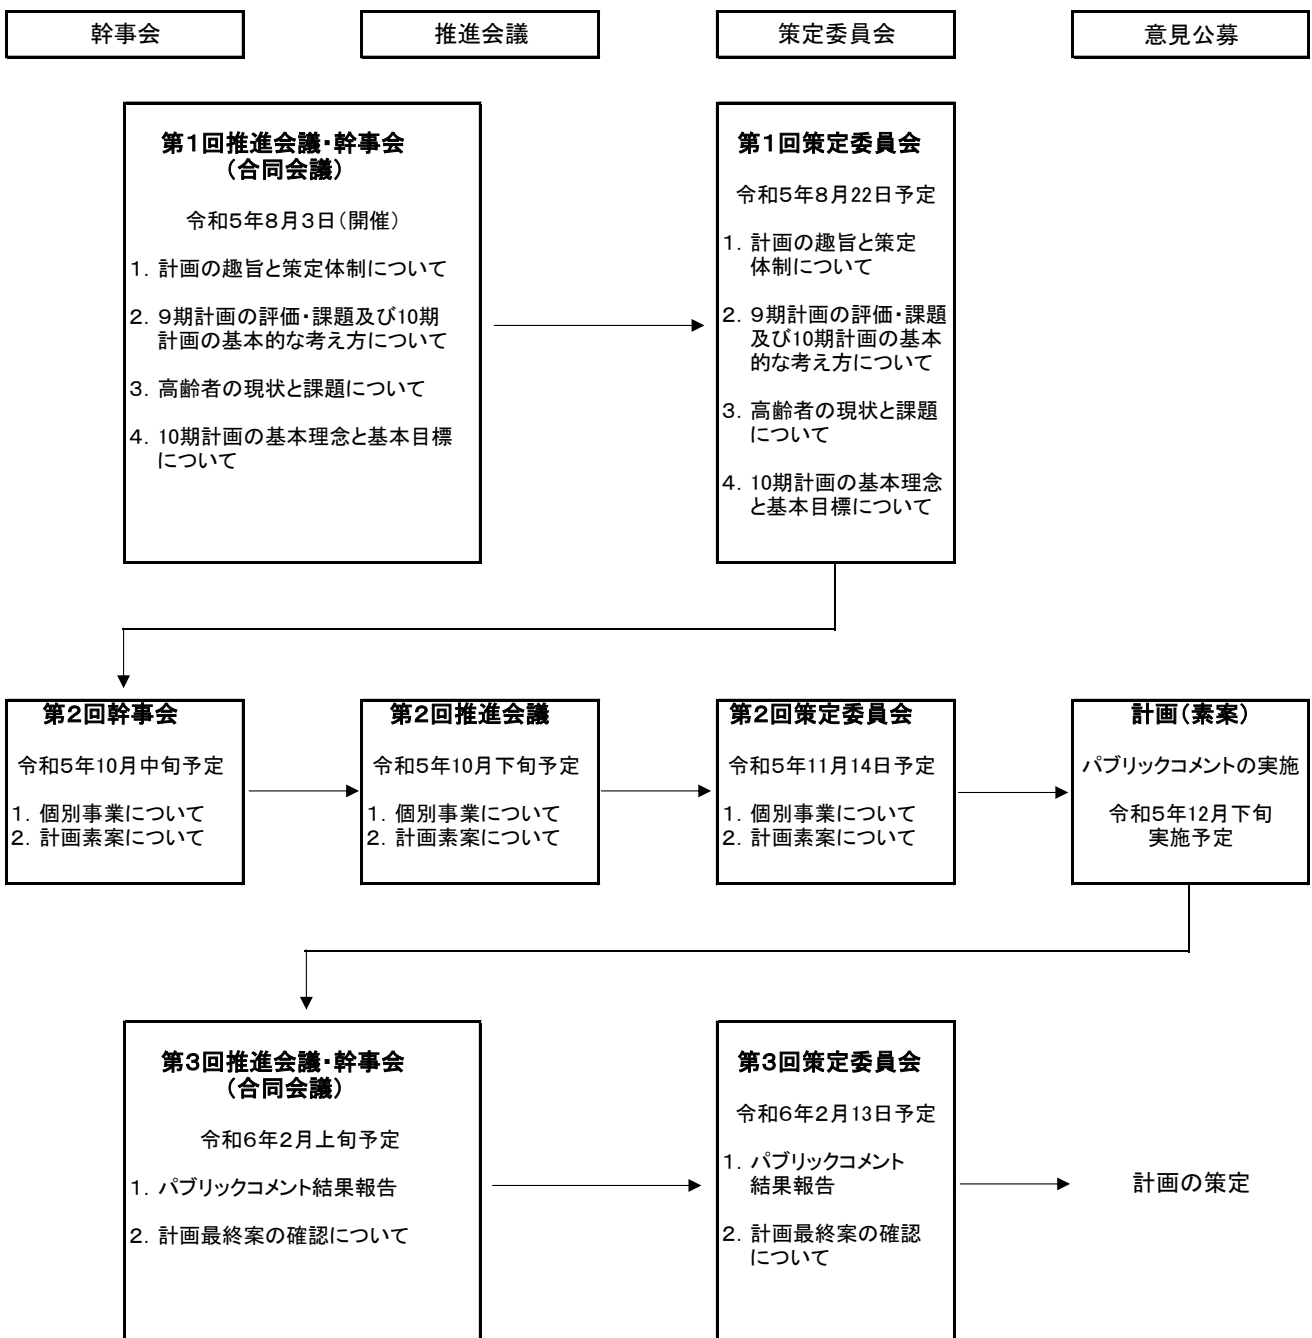 幹事会
推進会議
策定委員会
意見公募
第1回推進会議・幹事会
(合同会議)
令和5年8月3日(開催)
1. 計画の趣旨と策定体制について
2. 9期計画の評価・課題及び10期
計画の基本的な考え方について
3. 高齢者の現状と課題について
4. 10期計画の基本理念と基本目標
について
第1回策定委員会
令和5年8月22日予定
1. 計画の趣旨と策定
体制について
2. 9期計画の評価・課題
及び10期計画の基本
的な考え方について
3. 高齢者の現状と課題
について
4. 10期計画の基本理念
と基本目標について
第2回幹事会
令和5年10月中旬予定
1. 個別事業について
2. 計画素案について
第2回推進会議
令和5年10月下旬予定
1. 個別事業について
2. 計画素案について
第2回策定委員会
令和5年11月14日予定
1. 個別事業について
2. 計画素案について
計画(素案)
パブリックコメントの実施
令和5年12月下旬
実施予定
第3回推進会議・幹事会
(合同会議)
令和6年2月上旬予定
1. パブリックコメント結果報告
2. 計画最終案の確認について
第3回策定委員会
令和6年2月13日予定
1. パブリックコメント
結果報告
2. 計画最終案の確認
について
計画の策定